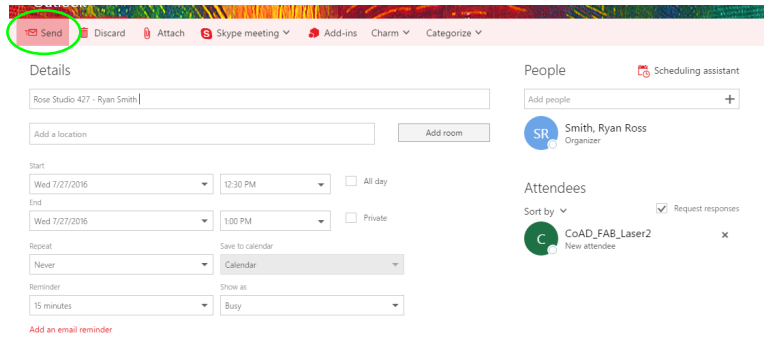 Outlook
Send Discard Attach Skype meeting Add-ins Charm Categorize
Details
Rose Studio 427 - Ryan Smith
Add a location
Add room
Start
Wed 7/27/2016 12:30 PM All day
End
Wed 7/27/2016 1:00 PM Private
Repeat Save to calendar
Never Calendar
Reminder Show as
15 minutes Busy
Add an email reminder
People Scheduling assistant
Add people
SR Smith, Ryan Ross
Organizer
Attendees
Sort by Request responses
C CoAD_FAB_Laser2
New attendee